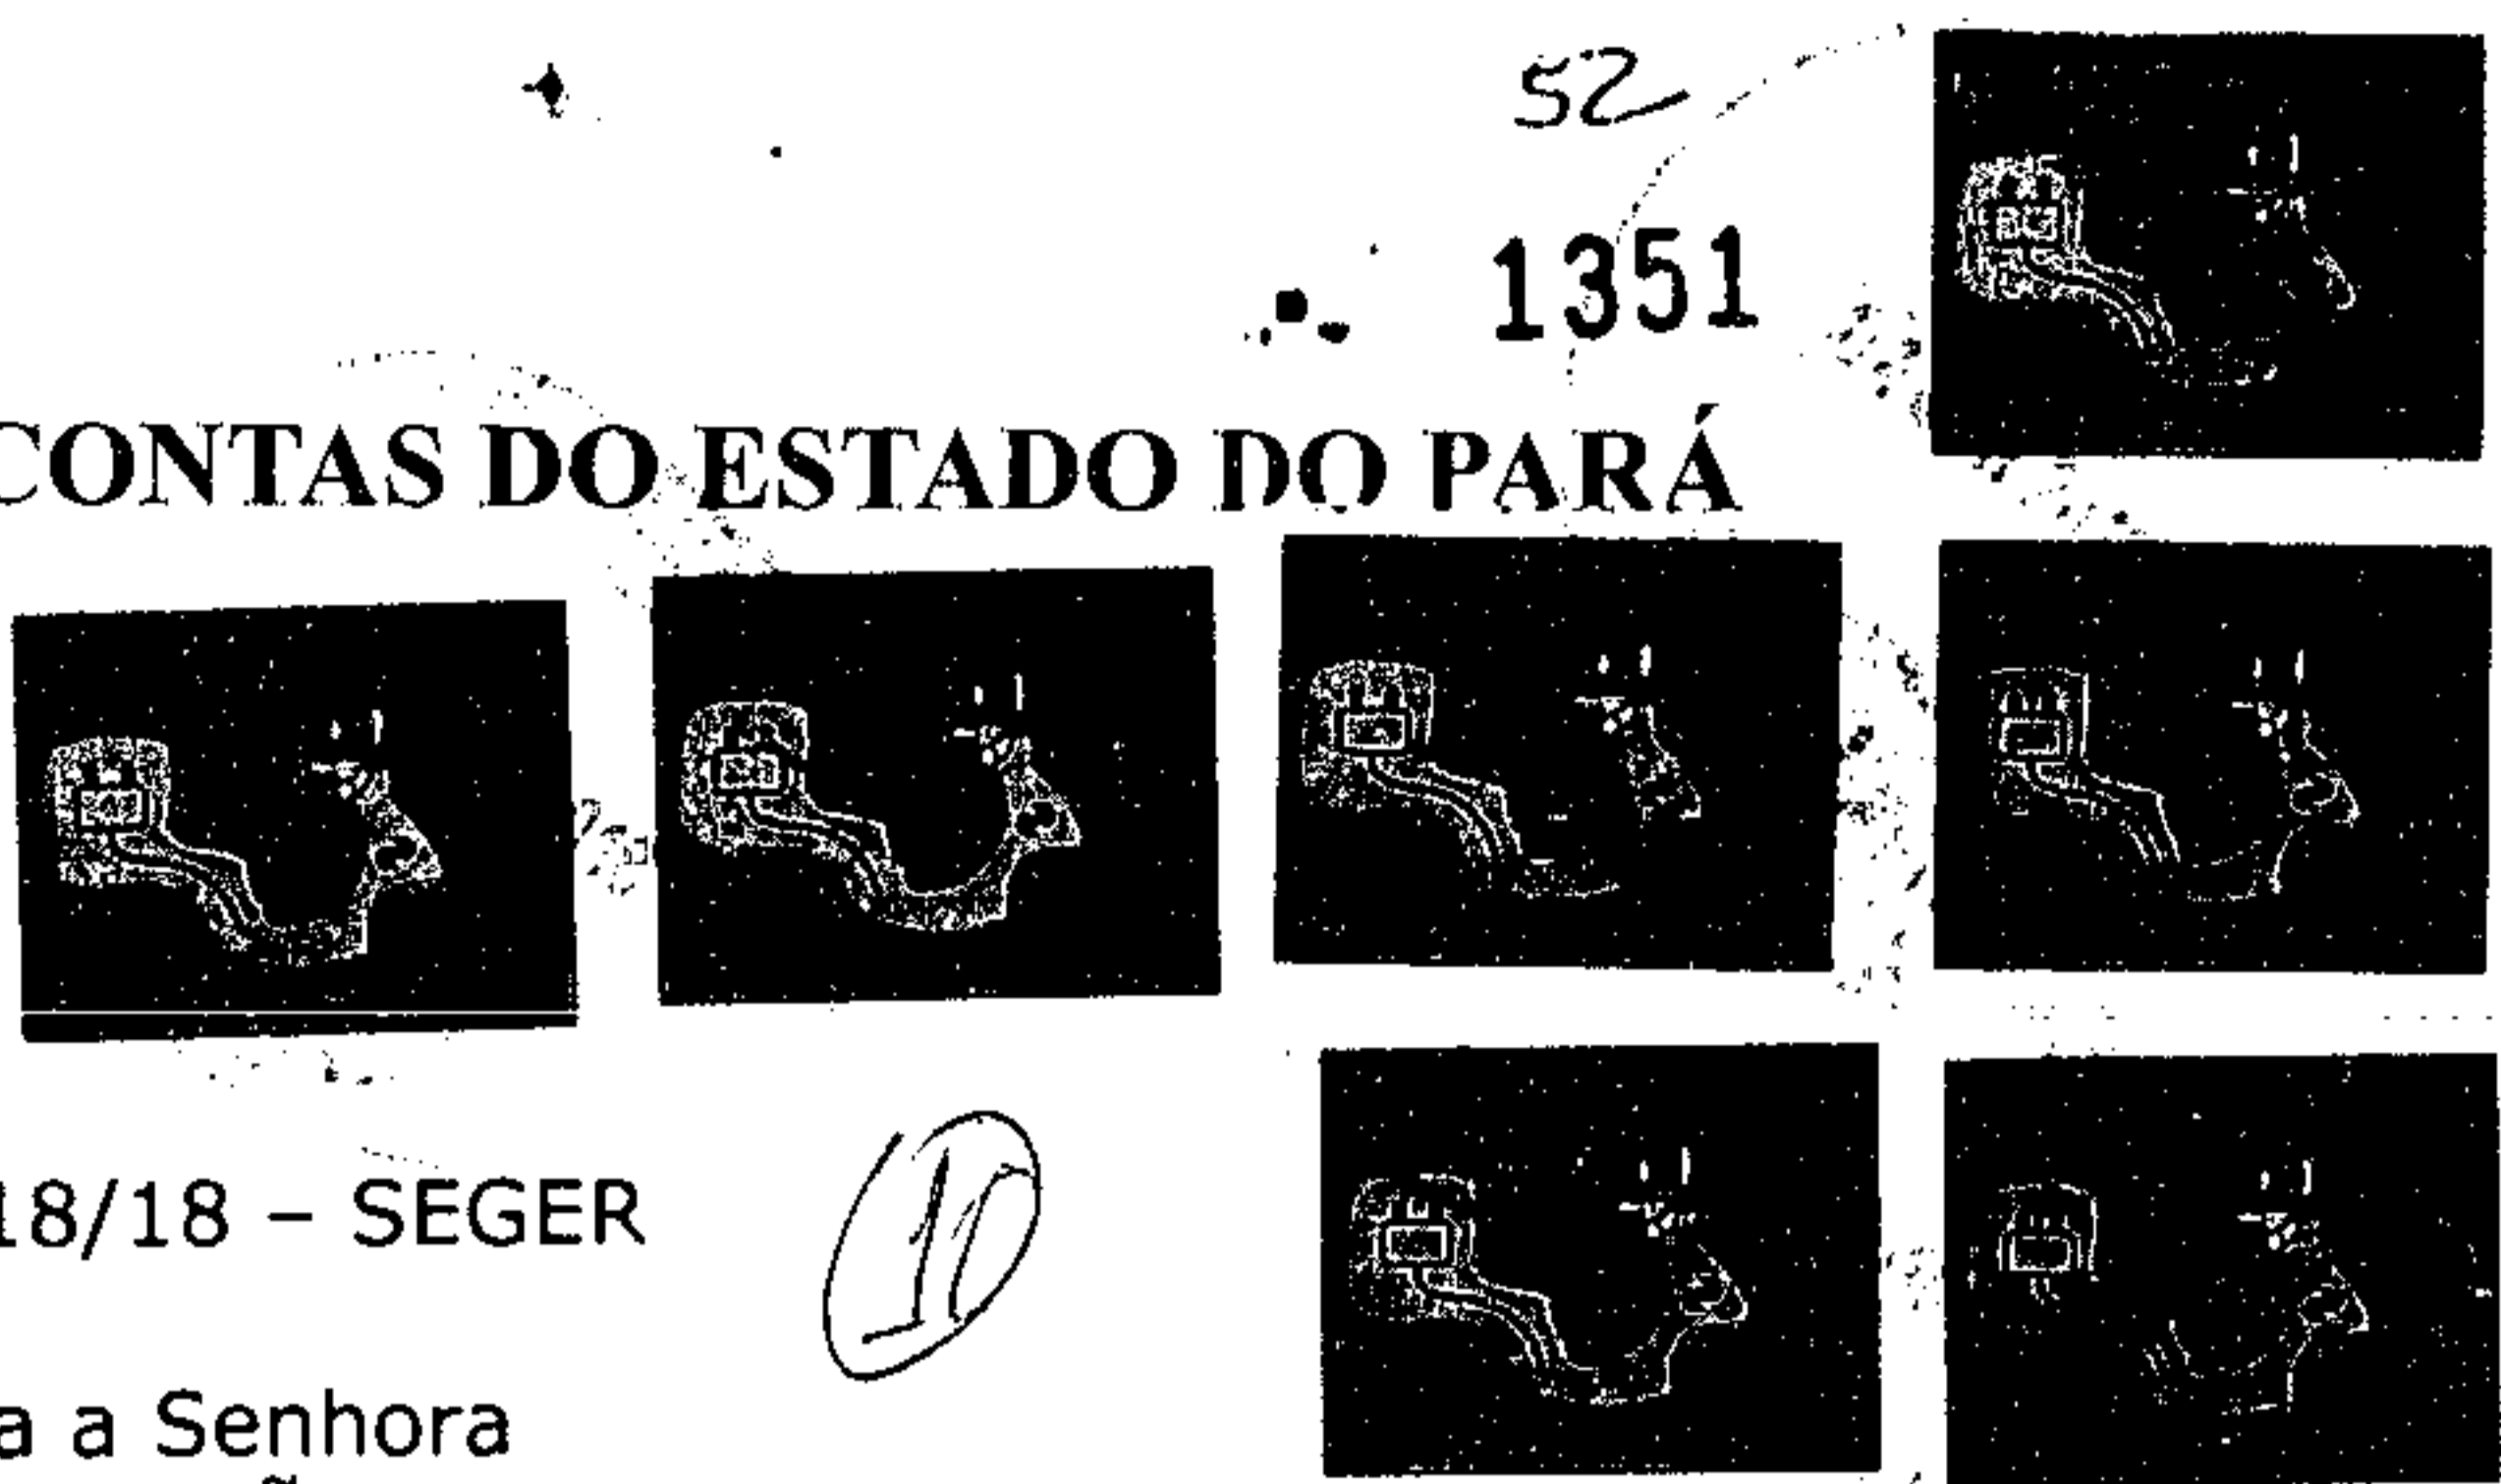 52
1351
CONTAS DO ESTADO DO PARÁ
18/18 – SEGER
a a Senhora